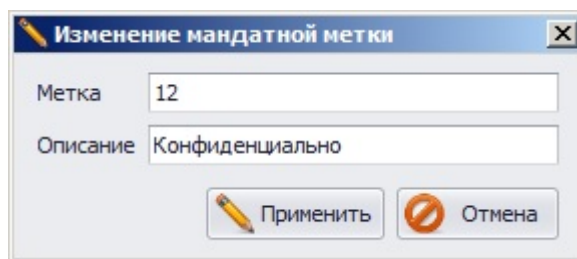 Изменение мандатной метки
Метка 12
Описание Конфиденциально
Применить Отмена